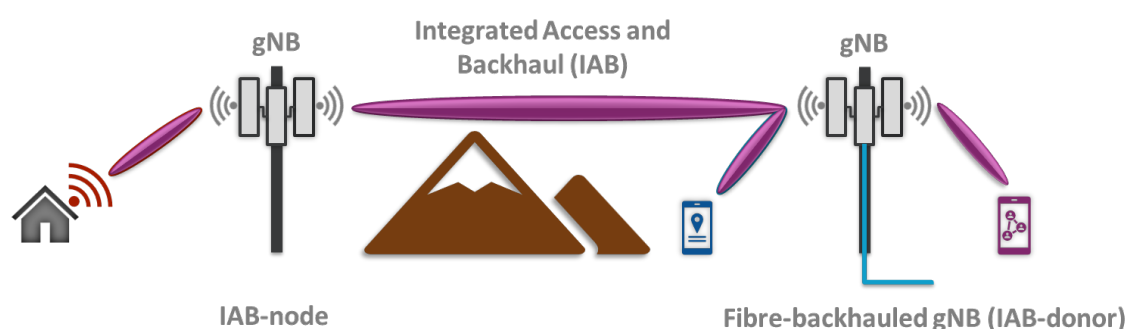 gNB
Integrated Access and
Backhaul (IAB)
gNB
IAB-node
Fibre-backhauled gNB (IAB-donor)